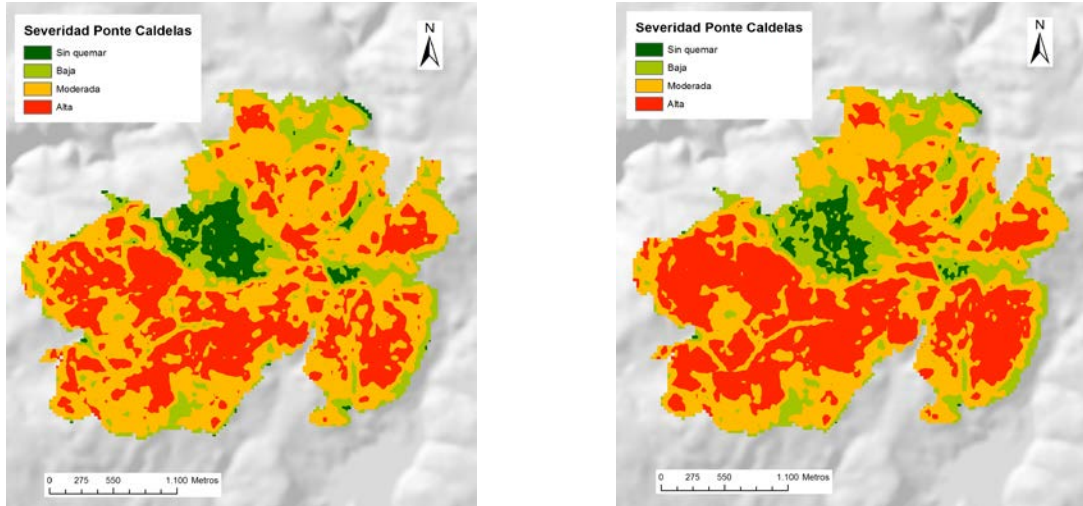 Severidad Ponte Caldelas
Sin quemar
Baja
Moderada
Alta
N
0 275 550 1.100 Metros
Severidad Ponte Caldelas
Sin quemar
Baja
Moderada
Alta
N
0 275 550 1.100 Metros